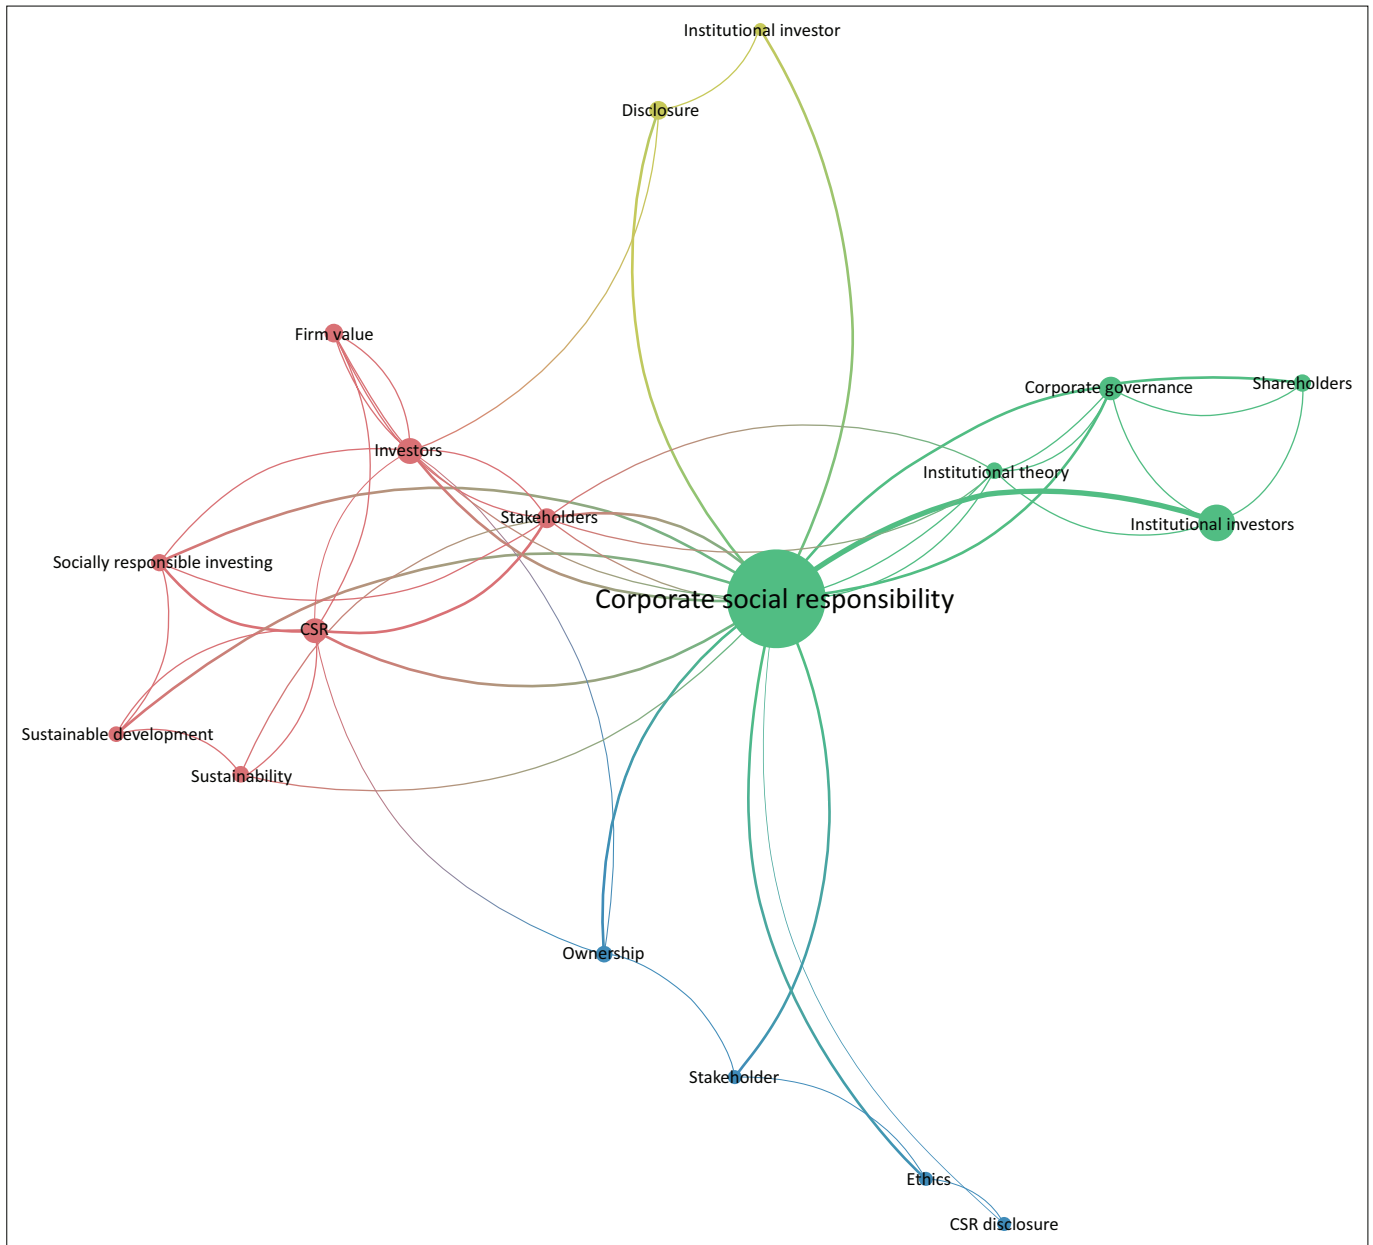 Institutional investor
Disclosure
Firm value
Corporate governance
Shareholders
Investors
Institutional theory
Stakeholders
Institutional investors
Socially responsible investing
Corporate social responsibility
CSR
Sustainable development
Sustainability
Ownership
Stakeholder
Ethics
CSR disclosure